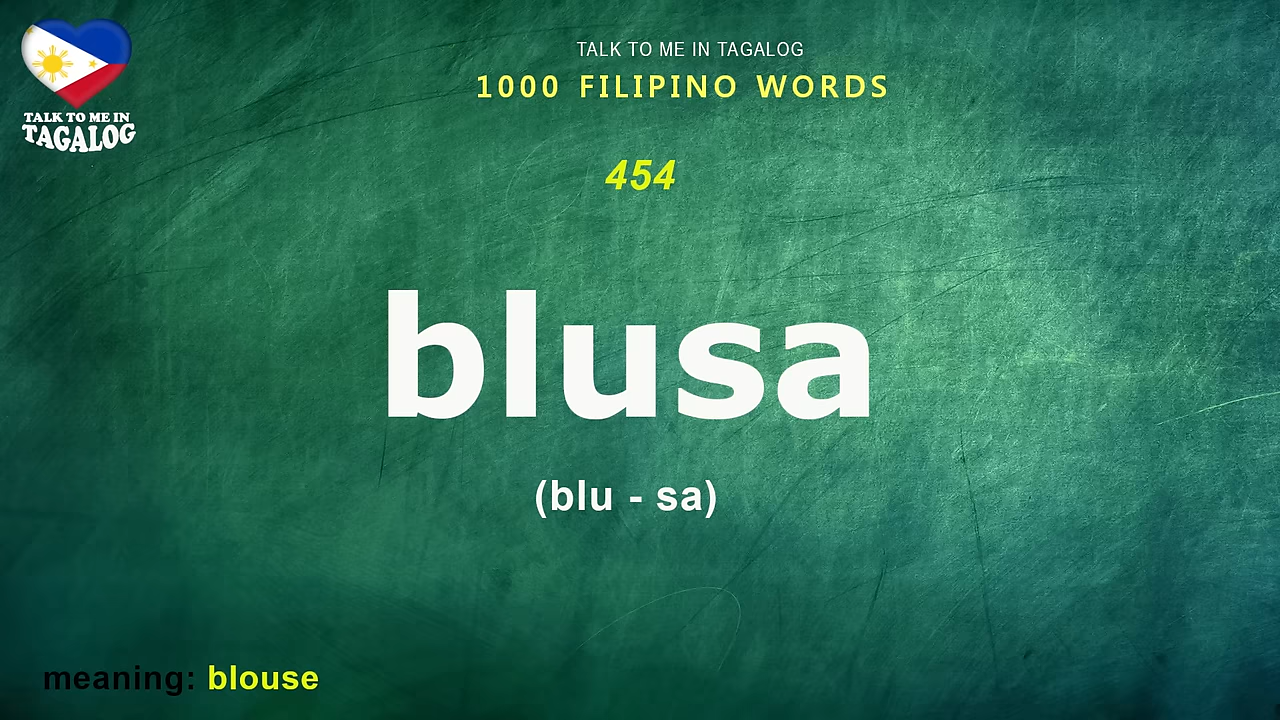 TALK TO ME IN TAGALOG
1000 FILIPINO WORDS
TALK TO ME IN
TAGALOG
454
blusa
(blu - sa)
meaning: blouse